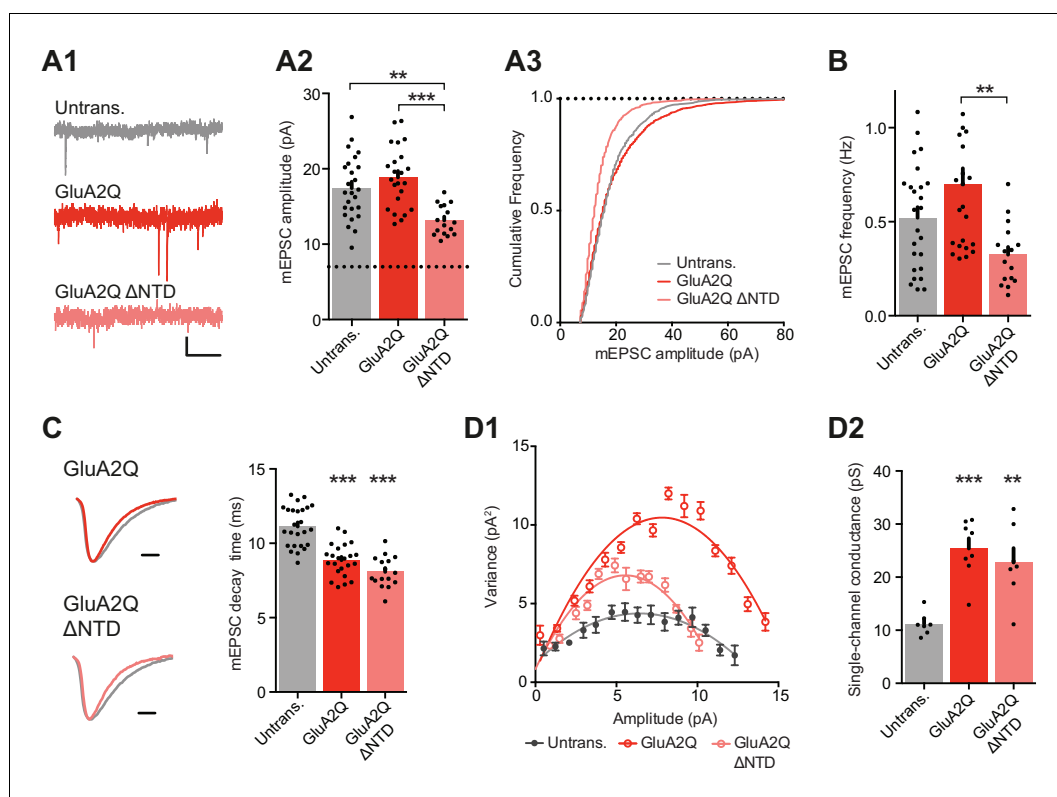 A1
Untrans.
GluA2Q
GluA2Q ΔNTD
A2
**
***
mEPSC amplitude (pA)
30
20
10
0
Untrans.
GluA2Q
GluA2Q
ΔNTD
A3
Cumulative Frequency
1.0
0.5
0.0
Untrans.
GluA2Q
GluA2Q ΔNTD
0
20
40
60
80
mEPSC amplitude (pA)
B
**
mEPSC frequency (Hz)
1.0
0.5
0.0
Untrans.
GluA2Q
GluA2Q
ΔNTD
C
GluA2Q
GluA2Q
ΔNTD
mEPSC decay time (ms)
15
10
5
0
*** ***
Untrans.
GluA2Q
GluA2Q
ΔNTD
D1
Variance (pA²)
15
10
5
0
0
5
10
15
Amplitude (pA)
Untrans.
GluA2Q
GluA2Q
ΔNTD
D2
Single-channel conductance (pS)
40
30
20
10
0
*** **
Untrans.
GluA2Q
GluA2Q
ΔNTD